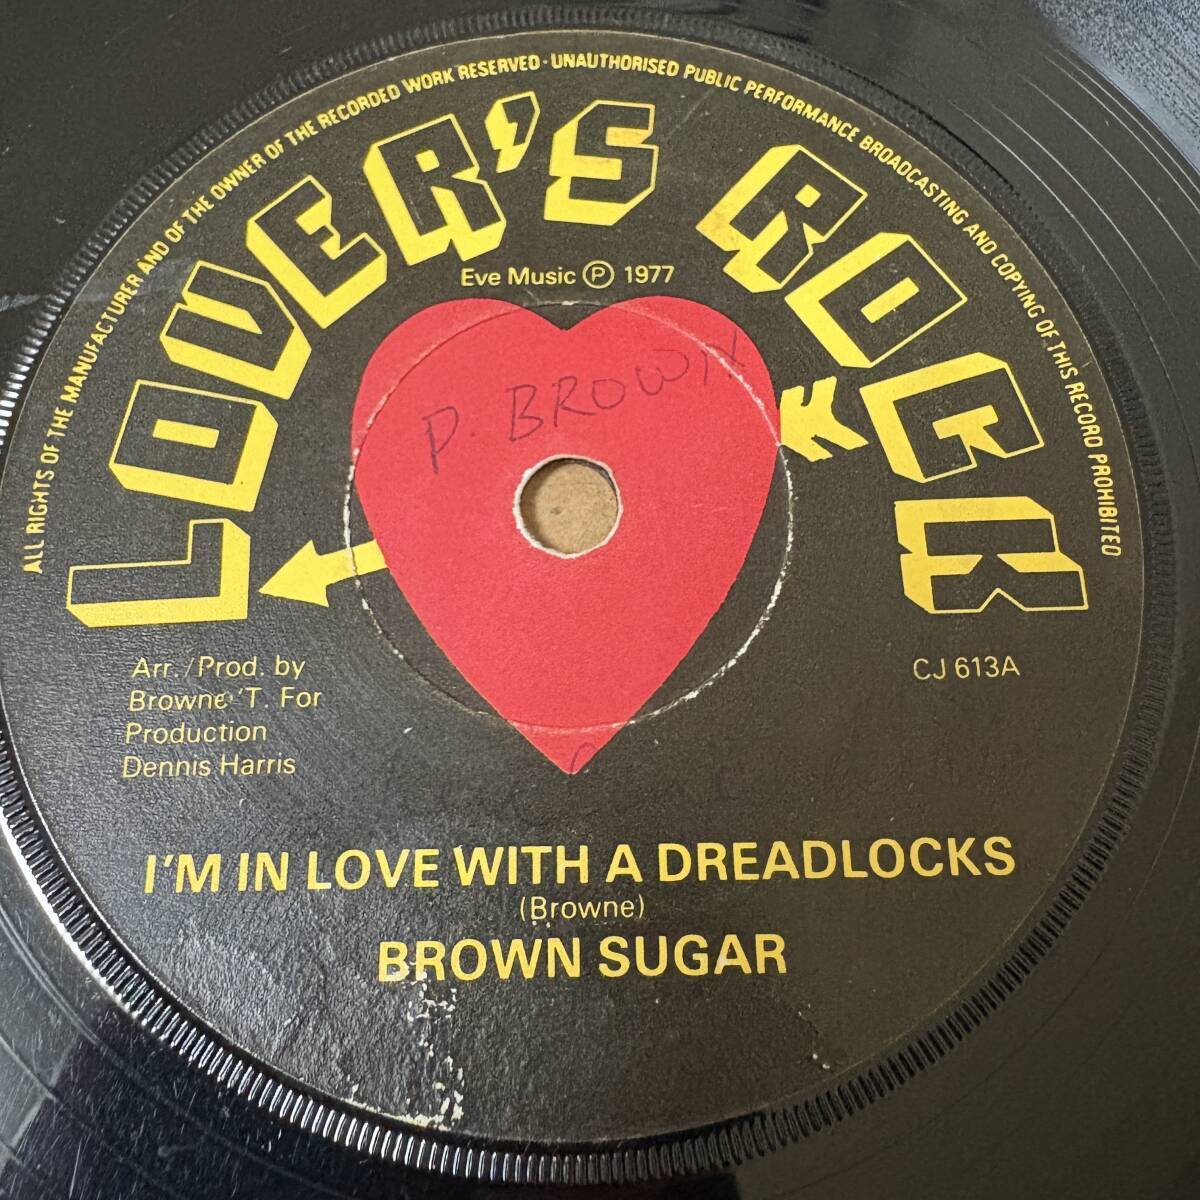 ALL RIGHTS OF THE MANUFACTURER AND OF THE OWNER OF THE RECORDED WORK RESERVED · UNAUTHORISED PUBLIC PERFORMANCE BROADCASTING AND COPYING OF THIS RECORD PROHIBITED
LOVER'S ROCK
Eve Music ℗ 1977
P. BROWN
Arr. / Prod. by
Browne 'T. For
Production
Dennis Harris
CJ 613A
I'M IN LOVE WITH A DREADLOCKS
(Browne)
BROWN SUGAR